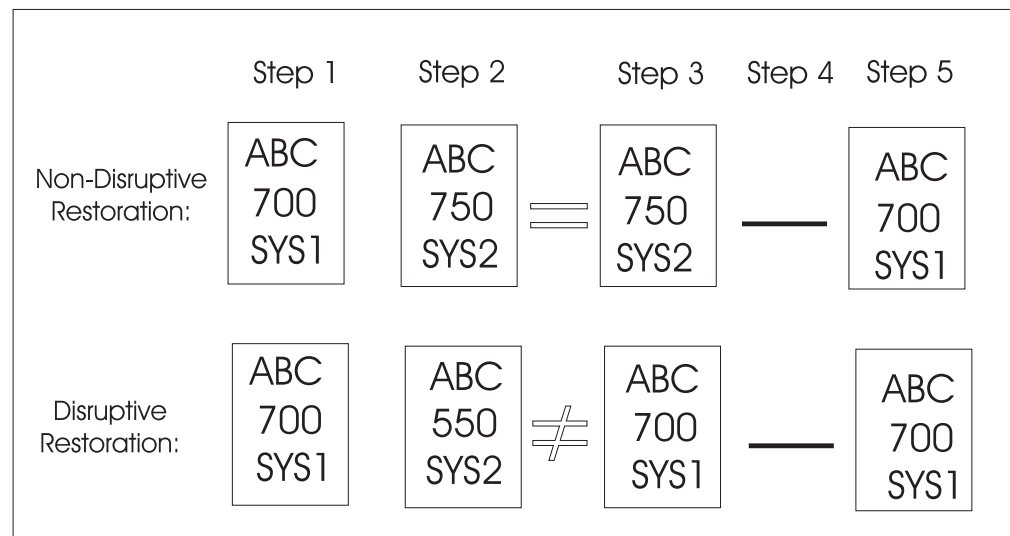 Step 1 Step 2 Step 3 Step 4 Step 5
Non-Disruptive
Restoration:
ABC
700
SYS1
ABC
750
SYS2
=
ABC
750
SYS2
ABC
700
SYS1
Disruptive
Restoration:
ABC
700
SYS1
ABC
550
SYS2
≠
ABC
700
SYS1
ABC
700
SYS1